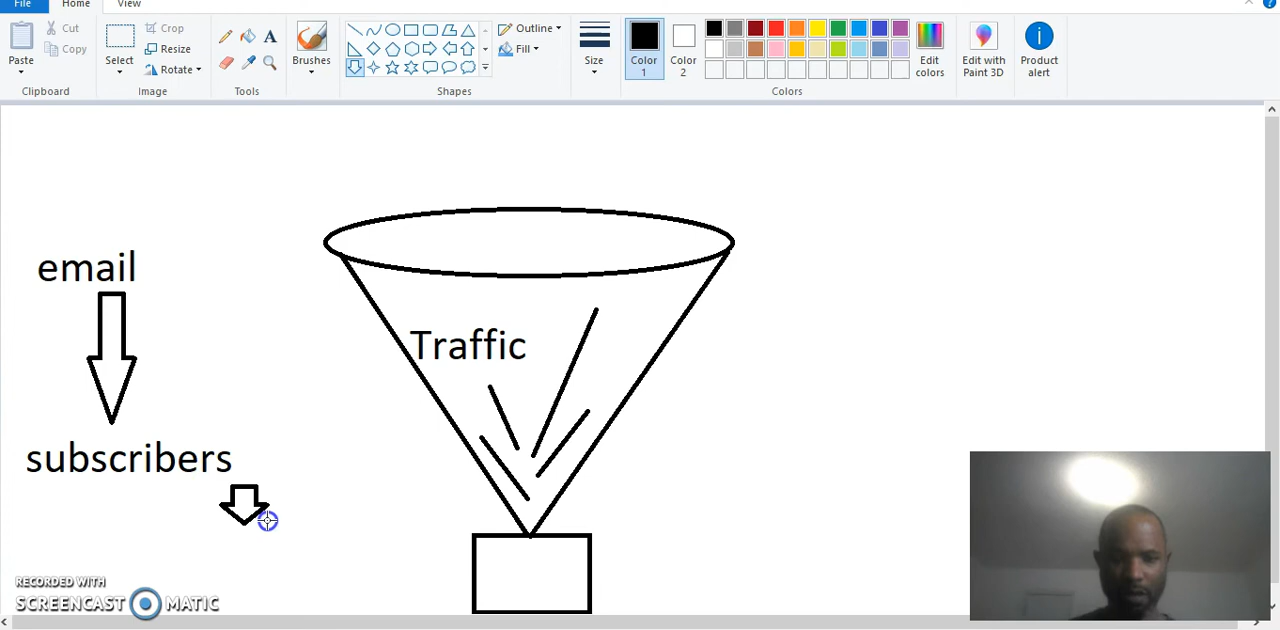 File
Home
View
Paste
Cut
Copy
Clipboard
Select
Crop
Resize
Rotate
Image
Tools
Brushes
Shapes
Outline
Fill
Size
Color
1
Color
2
Colors
Edit
colors
Edit with
Paint 3D
Product
alert
email
Traffic
subscribers
RECORDED WITH
SCREENCAST MATIC